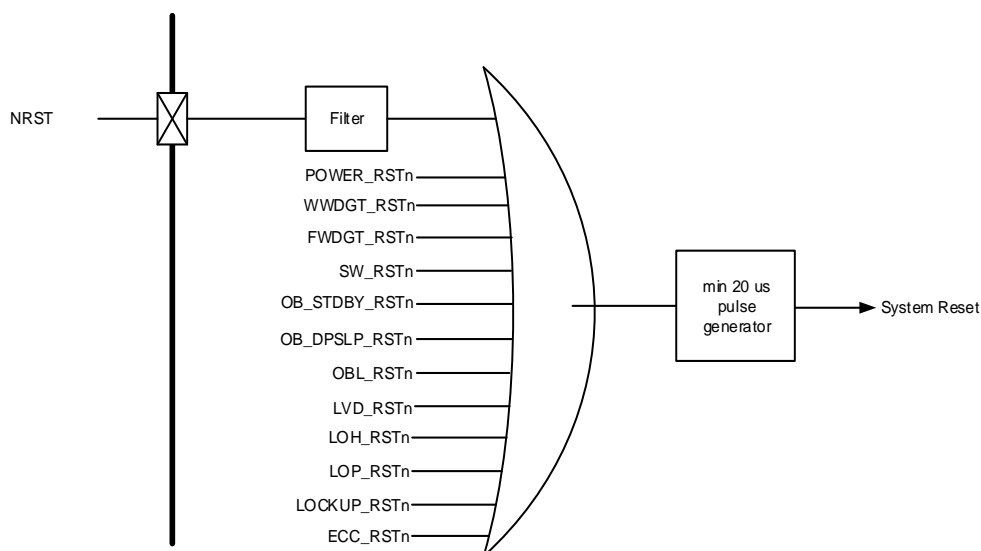 NRST
Filter
POWER_RSTn
WWDGT_RSTn
FWDGT_RSTn
SW_RSTn
OB_STDBY_RSTn
OB_DPSLP_RSTn
OBL_RSTn
LVD_RSTn
LOH_RSTn
LOP_RSTn
LOCKUP_RSTn
ECC_RSTn
min 20 us
pulse
generator
System Reset